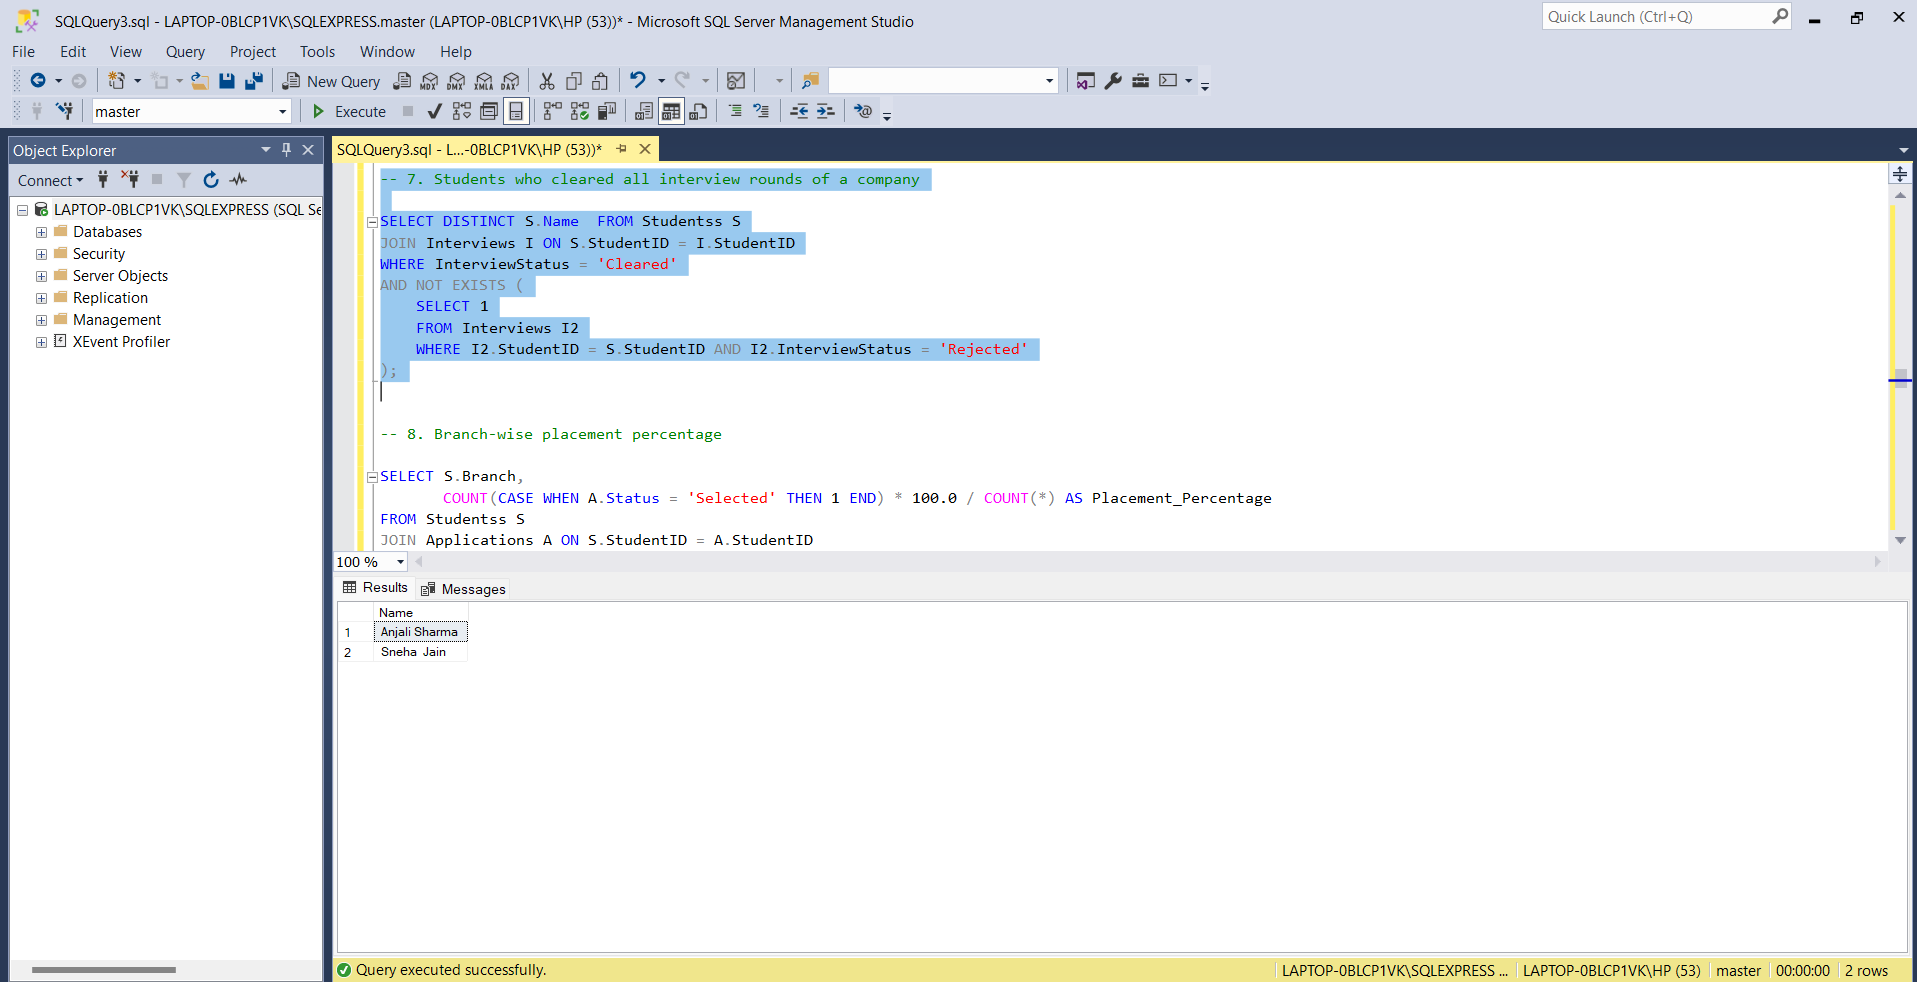 SQLQuery3.sql - LAPTOP-0BLCP1VK\SQLEXPRESS.master (LAPTOP-0BLCP1VK\HP (53))* - Microsoft SQL Server Management Studio
Quick Launch (Ctrl+Q)
File Edit View Query Project Tools Window Help
New Query MDX DMX XMLA DAX
master Execute
Object Explorer
Connect
LAPTOP-0BLCP1VK\SQLEXPRESS (SQL Se
Databases
Security
Server Objects
Replication
Management
XEvent Profiler
SQLQuery3.sql - L...-0BLCP1VK\HP (53))*
-- 7. Students who cleared all interview rounds of a company
SELECT DISTINCT S.Name  FROM Studentss S
JOIN Interviews I ON S.StudentID = I.StudentID
WHERE InterviewStatus = 'Cleared'
AND NOT EXISTS (
    SELECT 1
    FROM Interviews I2
    WHERE I2.StudentID = S.StudentID AND I2.InterviewStatus = 'Rejected'
);
-- 8. Branch-wise placement percentage
SELECT S.Branch,
       COUNT(CASE WHEN A.Status = 'Selected' THEN 1 END) * 100.0 / COUNT(*) AS Placement_Percentage
FROM Studentss S
JOIN Applications A ON S.StudentID = A.StudentID
100 %
Results Messages
Name
1 Anjali Sharma
2 Sneha Jain
Query executed successfully.
LAPTOP-0BLCP1VK\SQLEXPRESS ... LAPTOP-0BLCP1VK\HP (53) master 00:00:00 2 rows